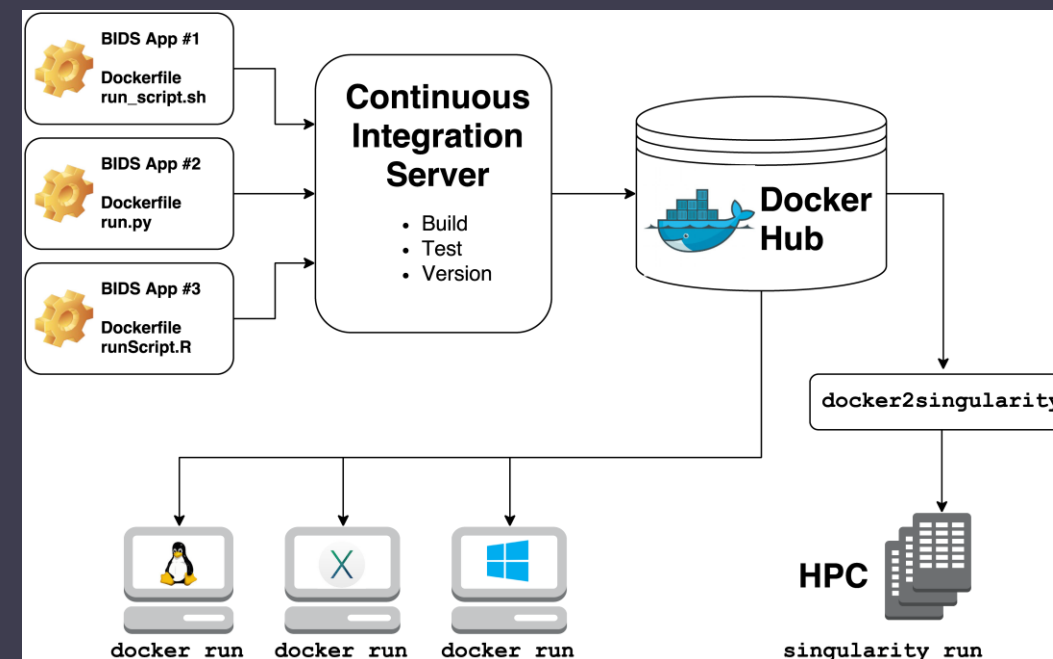 BIDS App #1
Dockerfile
run_script.sh
BIDS App #2
Dockerfile
run.py
BIDS App #3
Dockerfile
runScript.R
Continuous
Integration
Server
• Build
• Test
• Version
Docker
Hub
docker2singularity
X
HPC
docker run
docker run
docker run
singularity run